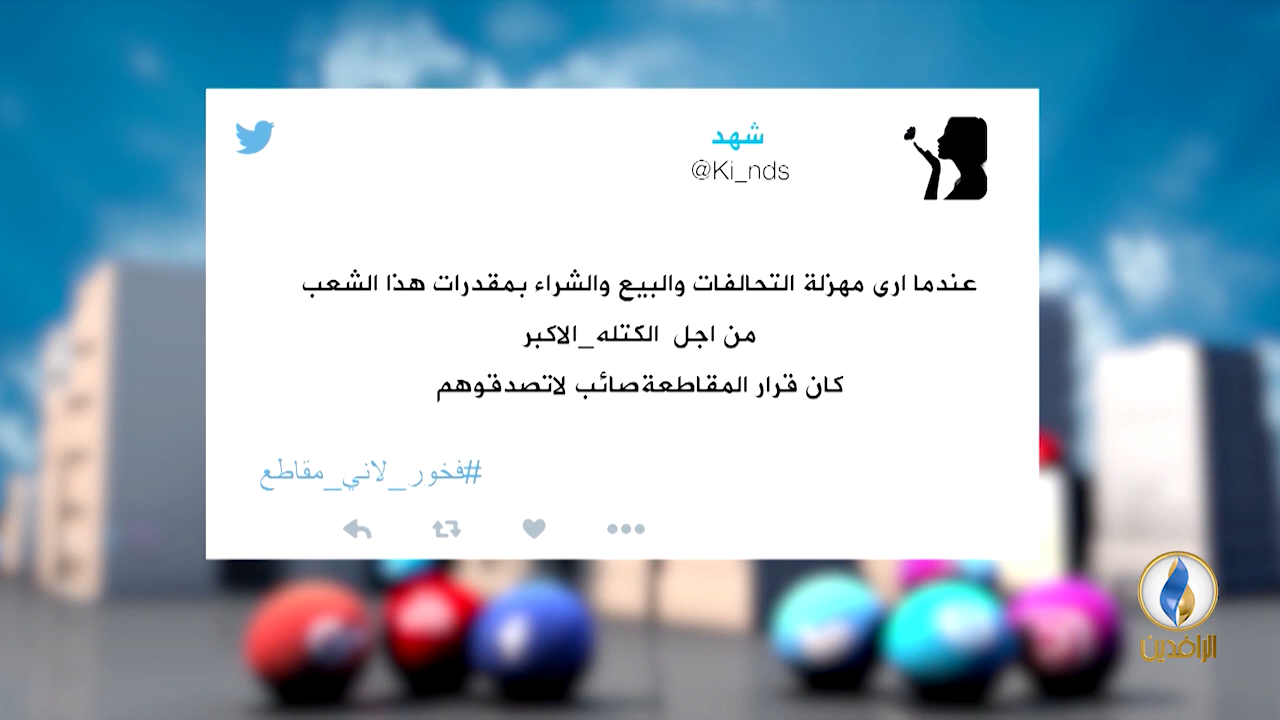 شهد
@Ki_nds
عندما ارى مهزلة التحالفات والبيع والشراء بمقدرات هذا الشعب
من اجل الكتله_الاكبر
كان قرار المقاطعةصائب لاتصدقوهم
#فخور_لاني_مقاطع
الرافدين